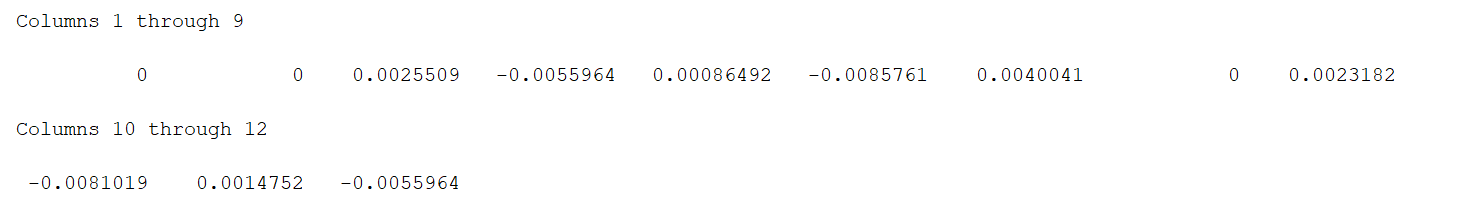 Columns 1 through 9
0 0 0.0025509 -0.0055964 0.00086492 -0.0085761 0.0040041 0 0.0023182
Columns 10 through 12
-0.0081019 0.0014752 -0.0055964